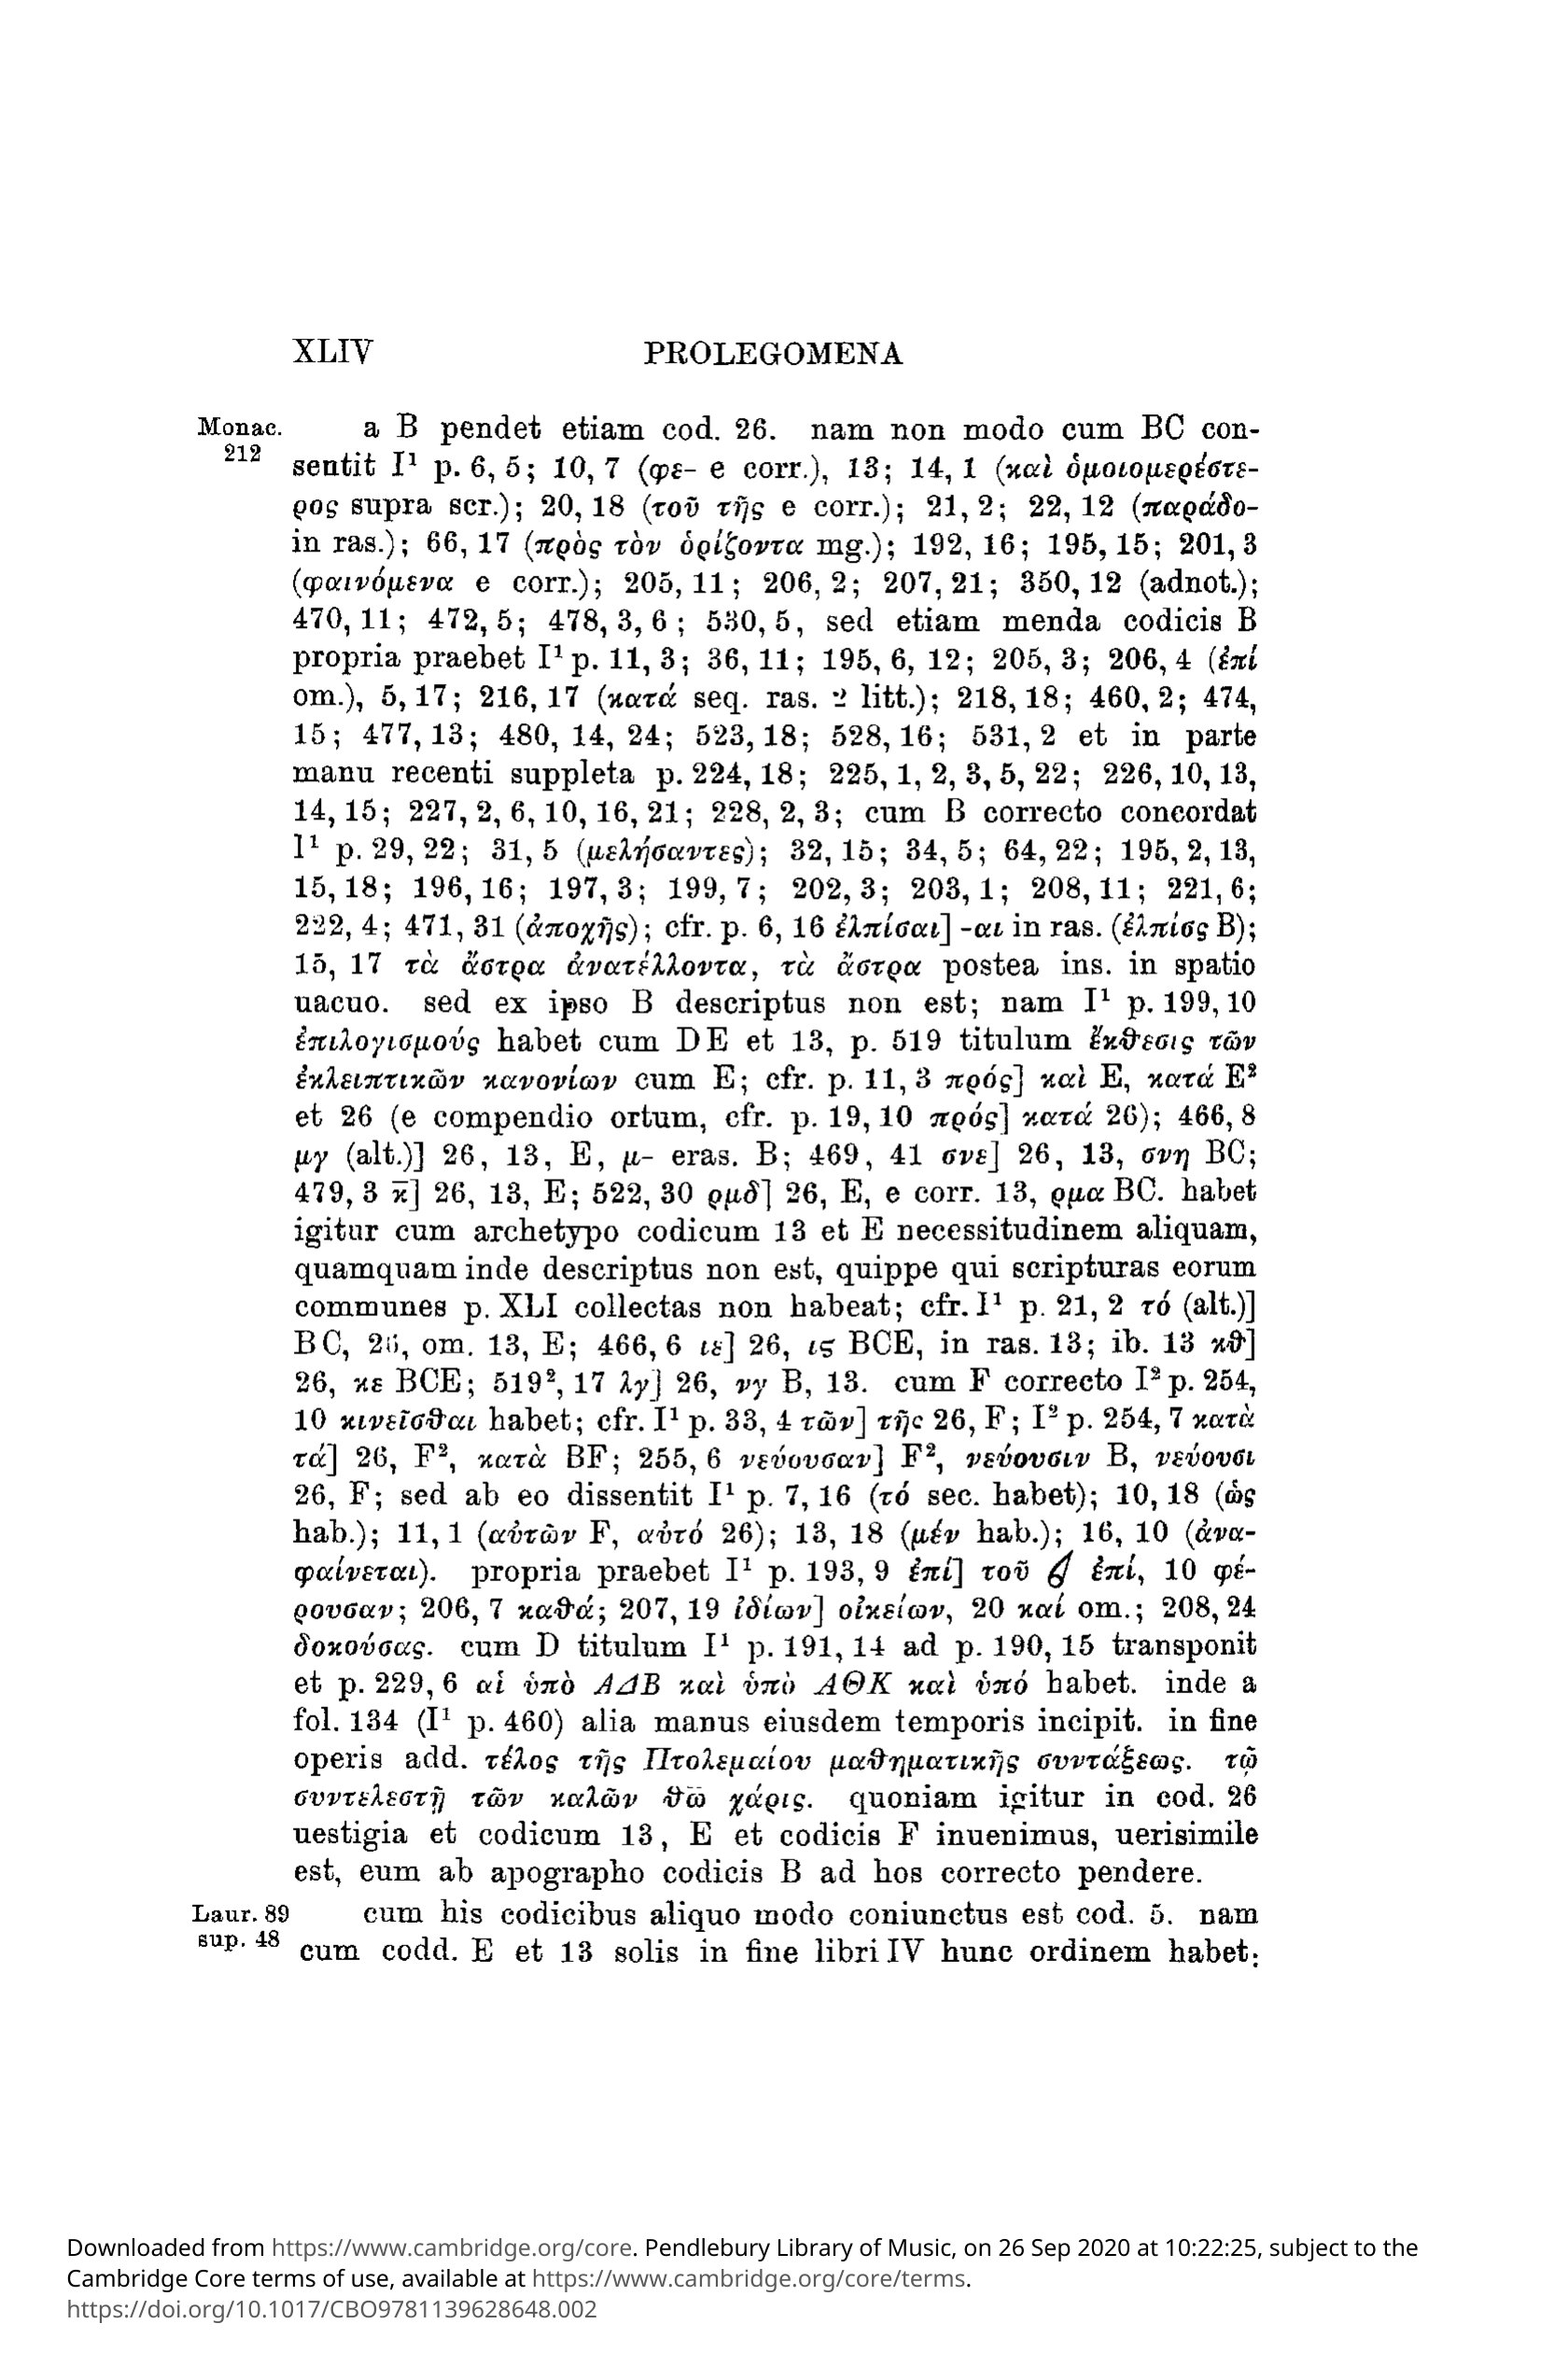 XLIV PROLEGOMENA
Monac. 212
a B pendet etiam cod. 26. nam non modo cum BC con-
sentit I¹ p. 6, 5; 10, 7 (φε- e corr.), 13; 14, 1 (καὶ ὁμοιομερέστε-
ρος supra scr.); 20, 18 (τοῦ τῆς e corr.); 21, 2; 22, 12 (παράδο-
in ras.); 66, 17 (πρὸς τὸν ὁρίζοντα mg.); 192, 16; 195, 15; 201, 3
(φαινόμενα e corr.); 205, 11; 206, 2; 207, 21; 350, 12 (adnot.);
470, 11; 472, 5; 478, 3, 6; 530, 5, sed etiam menda codicis B
propria praebet I¹ p. 11, 3; 36, 11; 195, 6, 12; 205, 3; 206, 4 (ἐπί
om.), 5, 17; 216, 17 (κατά seq. ras. 2 litt.); 218, 18; 460, 2; 474,
15; 477, 13; 480, 14, 24; 523, 18; 528, 16; 531, 2 et in parte
manu recenti suppleta p. 224, 18; 225, 1, 2, 3, 5, 22; 226, 10, 13,
14, 15; 227, 2, 6, 10, 16, 21; 228, 2, 3; cum B correcto concordat
I¹ p. 29, 22; 31, 5 (μελήσαντες); 32, 15; 34, 5; 64, 22; 195, 2, 13,
15, 18; 196, 16; 197, 3; 199, 7; 202, 3; 203, 1; 208, 11; 221, 6;
222, 4; 471, 31 (ἀποχῆς); cfr. p. 6, 16 ἐλπίσαι] -αι in ras. (ἐλπίσς B);
15, 17 τὰ ἄστρα ἀνατέλλοντα, τὰ ἄστρα postea ins. in spatio
uacuo. sed ex ipso B descriptus non est; nam I¹ p. 199, 10
ἐπιλογισμούς habet cum DE et 13, p. 519 titulum ἔκθεσις τῶν
ἐκλειπτικῶν κανονίων cum E; cfr. p. 11, 3 πρός] καὶ E, κατά E²
et 26 (e compendio ortum, cfr. p. 19, 10 πρός] κατά 26); 466, 8
μγ (alt.)] 26, 13, E, μ- eras. B; 469, 41 σνε] 26, 13, σνη BC;
479, 3 κ̅] 26, 13, E; 522, 30 ρμδ] 26, E, e corr. 13, ρμα BC. habet
igitur cum archetypo codicum 13 et E necessitudinem aliquam,
quamquam inde descriptus non est, quippe qui scripturas eorum
communes p. XLI collectas non habeat; cfr. I¹ p. 21, 2 τό (alt.)]
BC, 26, om. 13, E; 466, 6 ιε] 26, ις BCE, in ras. 13; ib. 13 κθ]
26, κε BCE; 519², 17 λγ] 26, νγ B, 13. cum F correcto I² p. 254,
10 κινεῖσθαι habet; cfr. I¹ p. 33, 4 τῶν] τῆς 26, F; I² p. 254, 7 κατὰ
τά] 26, F², κατὰ BF; 255, 6 νεύουσαν] F², νεύουσιν B, νεύουσι
26, F; sed ab eo dissentit I¹ p. 7, 16 (τό sec. habet); 10, 18 (ὡς
hab.); 11, 1 (αὐτῶν F, αὐτό 26); 13, 18 (μέν hab.); 16, 10 (ἀνα-
φαίνεται). propria praebet I¹ p. 193, 9 ἐπί] τοῦ ἐπί, 10 φέ-
ρουσαν; 206, 7 καθά; 207, 19 ἰδίων] οἰκείων, 20 καί om.; 208, 24
δοκούσας. cum D titulum I¹ p. 191, 14 ad p. 190, 15 transponit
et p. 229, 6 αἱ ὑπὸ ΑΔΒ καὶ ὑπὸ ΑΘΚ καὶ ὑπό habet. inde a
fol. 134 (I¹ p. 460) alia manus eiusdem temporis incipit. in fine
operis add. τέλος τῆς Πτολεμαίου μαθηματικῆς συντάξεως. τῷ
συντελεστῇ τῶν καλῶν θω̅ χάρις. quoniam igitur in cod. 26
uestigia et codicum 13, E et codicis F inuenimus, uerisimile
est, eum ab apographo codicis B ad hos correcto pendere.
Laur. 89 sup. 48
cum his codicibus aliquo modo coniunctus est cod. 5. nam
cum codd. E et 13 solis in fine libri IV hunc ordinem habet:
Downloaded from https://www.cambridge.org/core. Pendlebury Library of Music, on 26 Sep 2020 at 10:22:25, subject to the
Cambridge Core terms of use, available at https://www.cambridge.org/core/terms.
https://doi.org/10.1017/CBO9781139628648.002